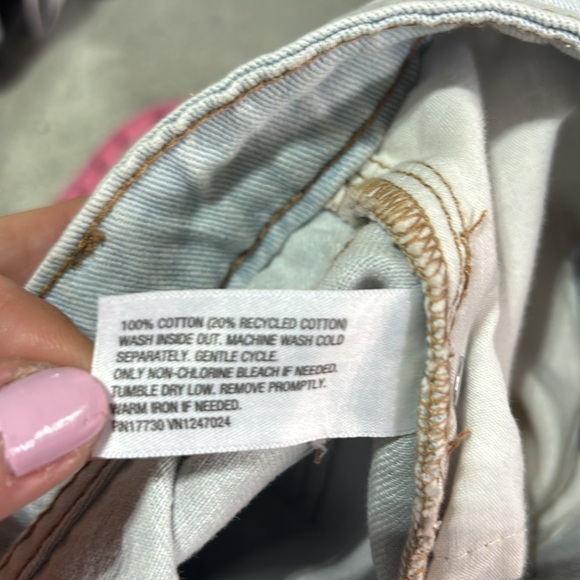 100% COTTON (20% RECYCLED COTTON)
WASH INSIDE OUT. MACHINE WASH COLD
SEPARATELY. GENTLE CYCLE.
ONLY NON-CHLORINE BLEACH IF NEEDED.
TUMBLE DRY LOW. REMOVE PROMPTLY.
WARM IRON IF NEEDED.
RN17730 VN1247024